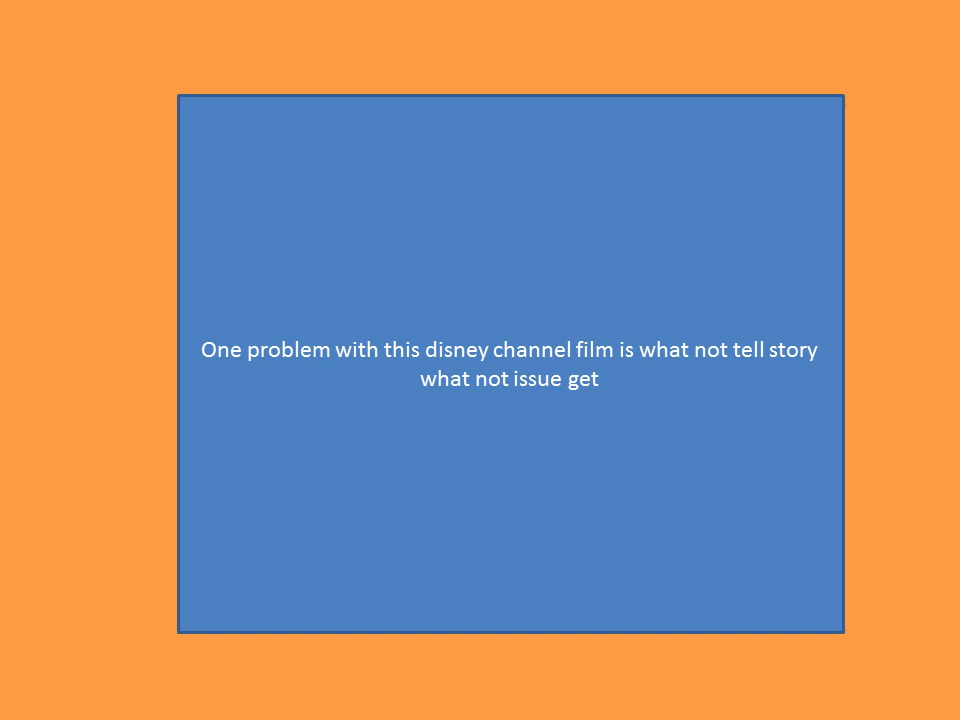 One problem with this disney channel film is what not tell story
what not issue get